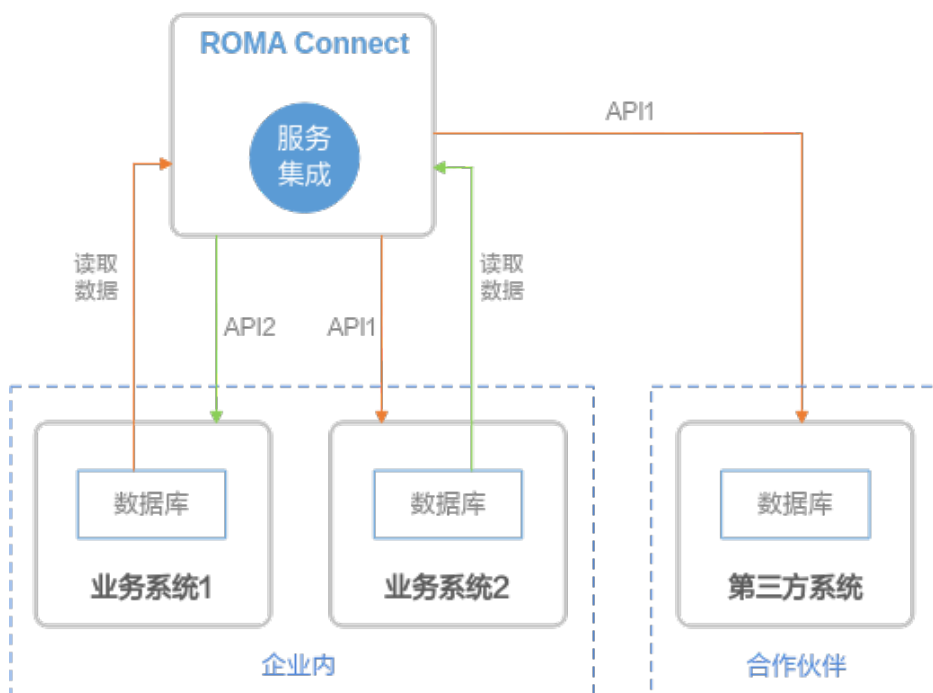 ROMA Connect
服务
集成
API1
读取
数据
API2
API1
读取
数据
数据库
数据库
数据库
业务系统1
业务系统2
第三方系统
企业内
合作伙伴